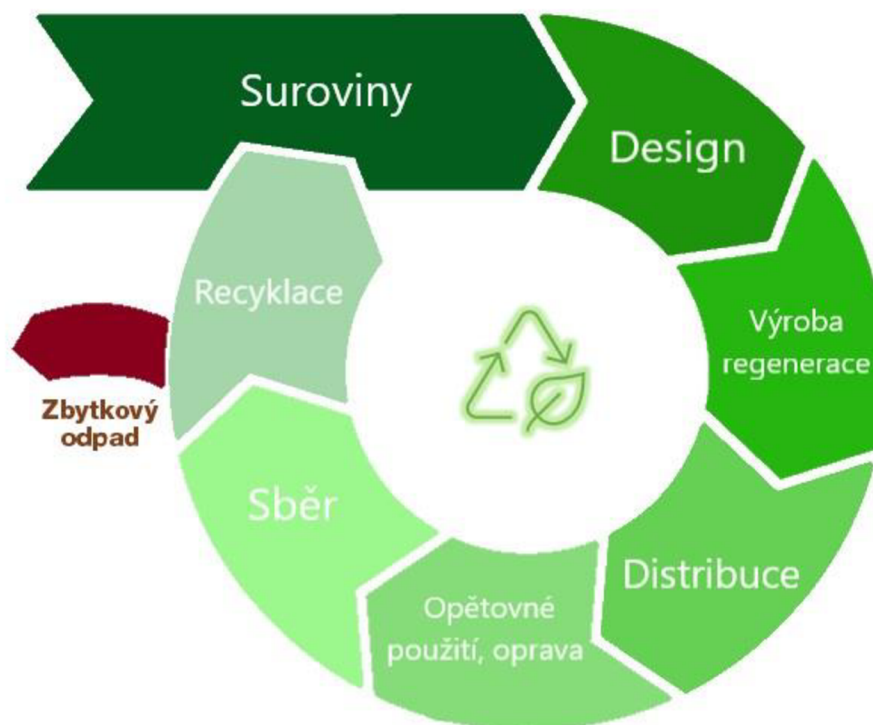 Suroviny
Design
Výroba
regenerace
Distribuce
Opětovné
použití, oprava
Sběr
Recyklace
Zbytkový
odpad